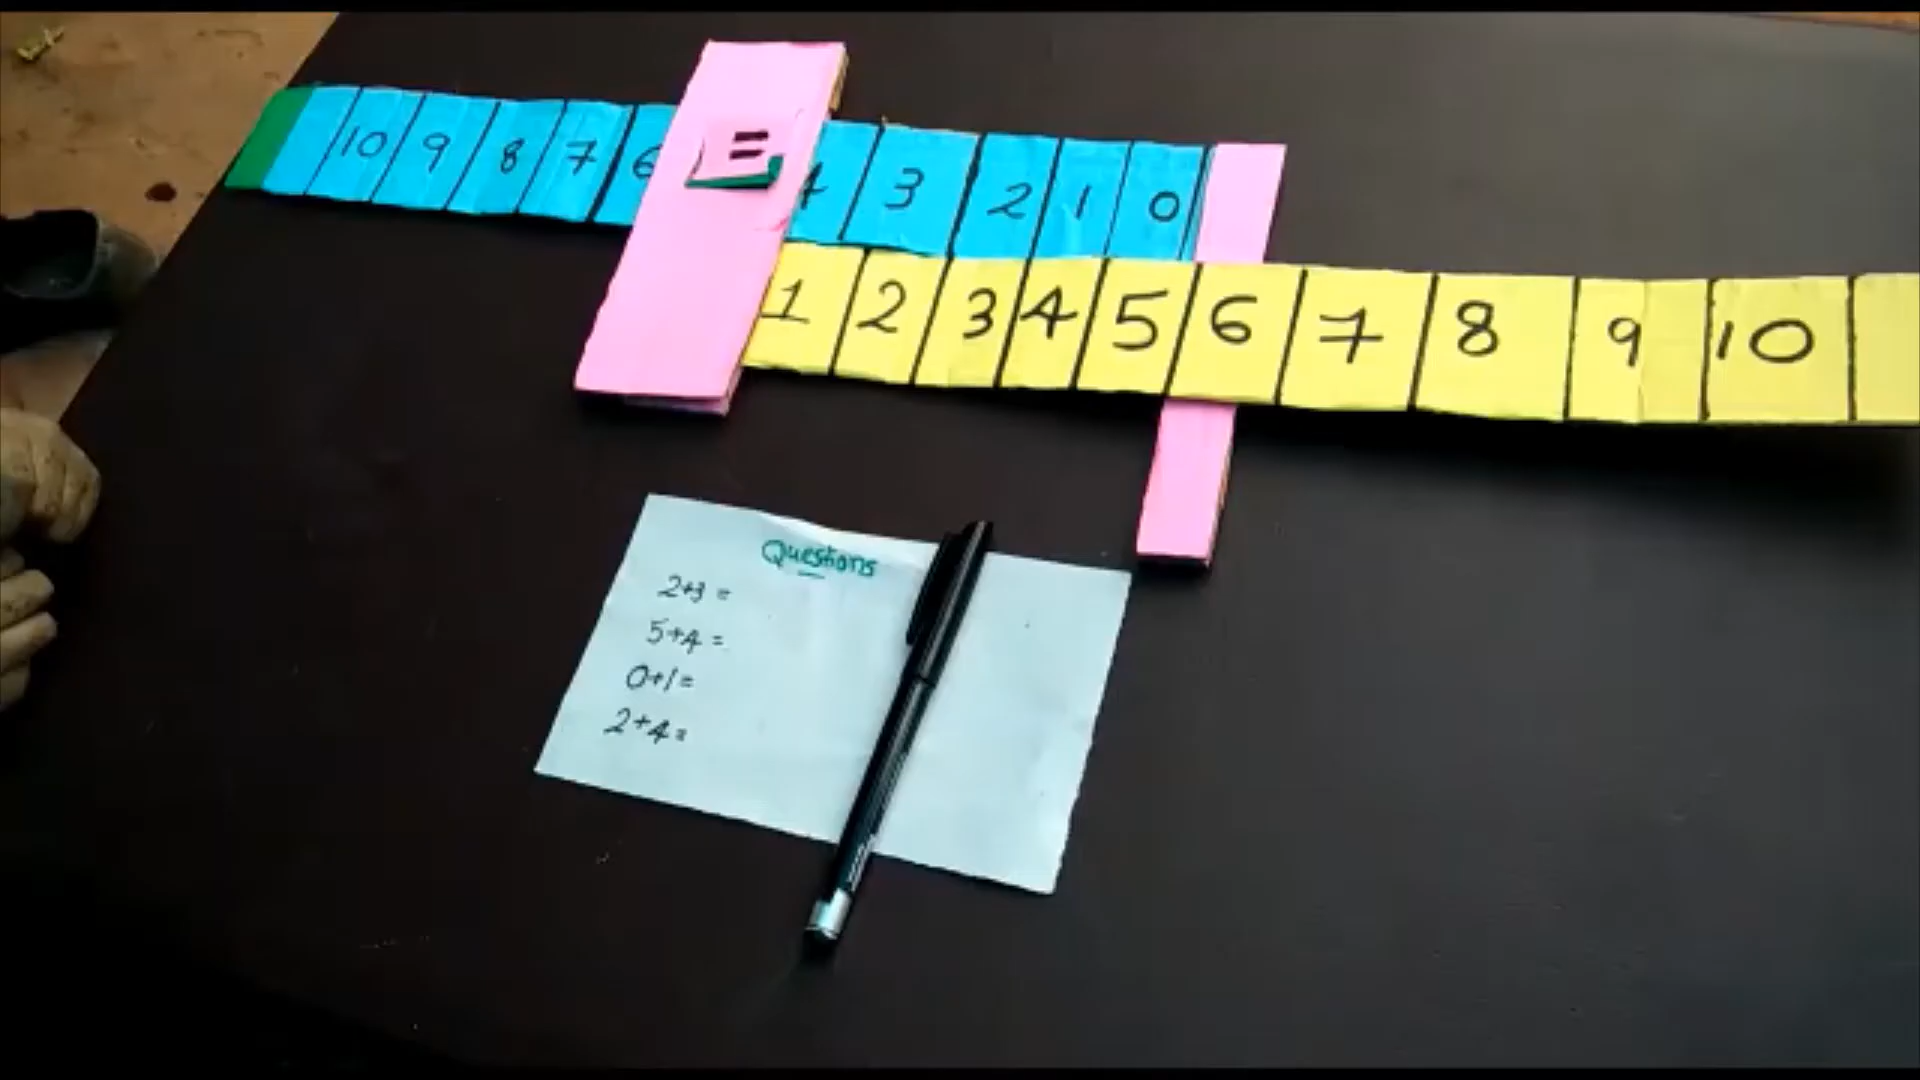 10 9 8 7 6 = 4 3 2 1 0
1 2 3 4 5 6 7 8 9 10
Questions
2+3 =
5+4 =
0+1 =
2+4 =